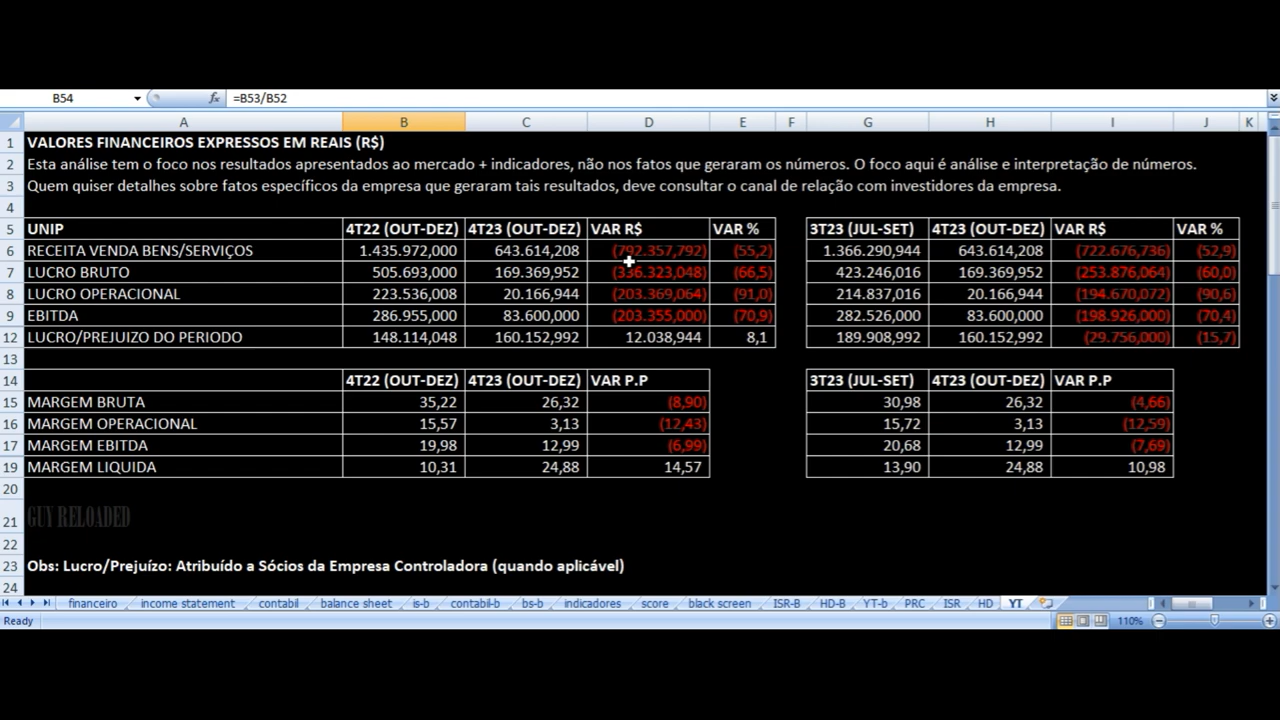 B54 fx =B53/B52
A B C D E F G H I J K
1 VALORES FINANCEIROS EXPRESSOS EM REAIS (R$)
2 Esta análise tem o foco nos resultados apresentados ao mercado + indicadores, não nos fatos que geraram os números. O foco aqui é análise e interpretação de números.
3 Quem quiser detalhes sobre fatos específicos da empresa que geraram tais resultados, deve consultar o canal de relação com investidores da empresa.
4
5 UNIP 4T22 (OUT-DEZ) 4T23 (OUT-DEZ) VAR R$ VAR % 3T23 (JUL-SET) 4T23 (OUT-DEZ) VAR R$ VAR %
6 RECEITA VENDA BENS/SERVIÇOS 1.435.972,000 643.614,208 (792.357,792) (55,2) 1.366.290,944 643.614,208 (722.676,736) (52,9)
7 LUCRO BRUTO 505.693,000 169.369,952 (336.323,048) (66,5) 423.246,016 169.369,952 (253.876,064) (60,0)
8 LUCRO OPERACIONAL 223.536,008 20.166,944 (203.369,064) (91,0) 214.837,016 20.166,944 (194.670,072) (90,6)
9 EBITDA 286.955,000 83.600,000 (203.355,000) (70,9) 282.526,000 83.600,000 (198.926,000) (70,4)
12 LUCRO/PREJUIZO DO PERIODO 148.114,048 160.152,992 12.038,944 8,1 189.908,992 160.152,992 (29.756,000) (15,7)
13
14 4T22 (OUT-DEZ) 4T23 (OUT-DEZ) VAR P.P 3T23 (JUL-SET) 4T23 (OUT-DEZ) VAR P.P
15 MARGEM BRUTA 35,22 26,32 (8,90) 30,98 26,32 (4,66)
16 MARGEM OPERACIONAL 15,57 3,13 (12,43) 15,72 3,13 (12,59)
17 MARGEM EBITDA 19,98 12,99 (6,99) 20,68 12,99 (7,69)
19 MARGEM LIQUIDA 10,31 24,88 14,57 13,90 24,88 10,98
20
21 GUY RELOADED
22
23 Obs: Lucro/Prejuízo: Atribuído a Sócios da Empresa Controladora (quando aplicável)
24
financeiro income statement contabil balance sheet is-b contabil-b bs-b indicadores score black screen ISR-B HD-B YT-b PRC ISR HD YT
Ready 110%